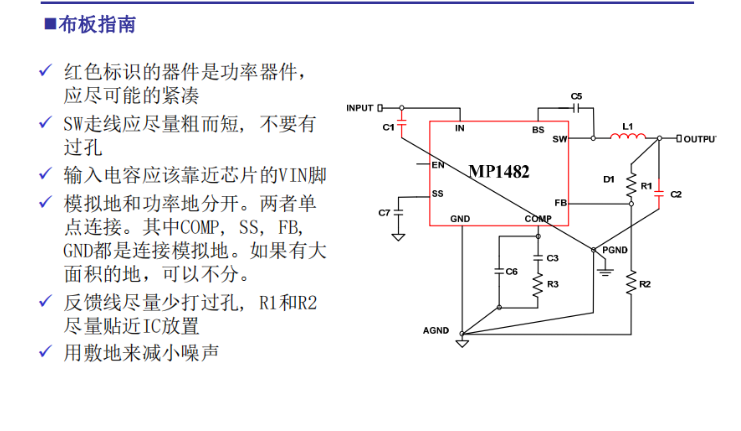 ■布板指南
✓ 红色标识的器件是功率器件，
应尽可能的紧凑
✓ SW走线应尽量粗而短, 不要有
过孔
✓ 输入电容应该靠近芯片的VIN脚
✓ 模拟地和功率地分开。两者单
点连接。其中COMP, SS, FB,
GND都是连接模拟地。如果有大
面积的地，可以不分。
✓ 反馈线尽量少打过孔, R1和R2
尽量贴近IC放置
✓ 用敷地来减小噪声
C5
INPUT
C1
IN
BS
SW
L1
OUTPU
EN
MP1482
SS
D1
R1
C2
FB
C7
GND
COMP
PGND
C6
C3
R3
R2
AGND